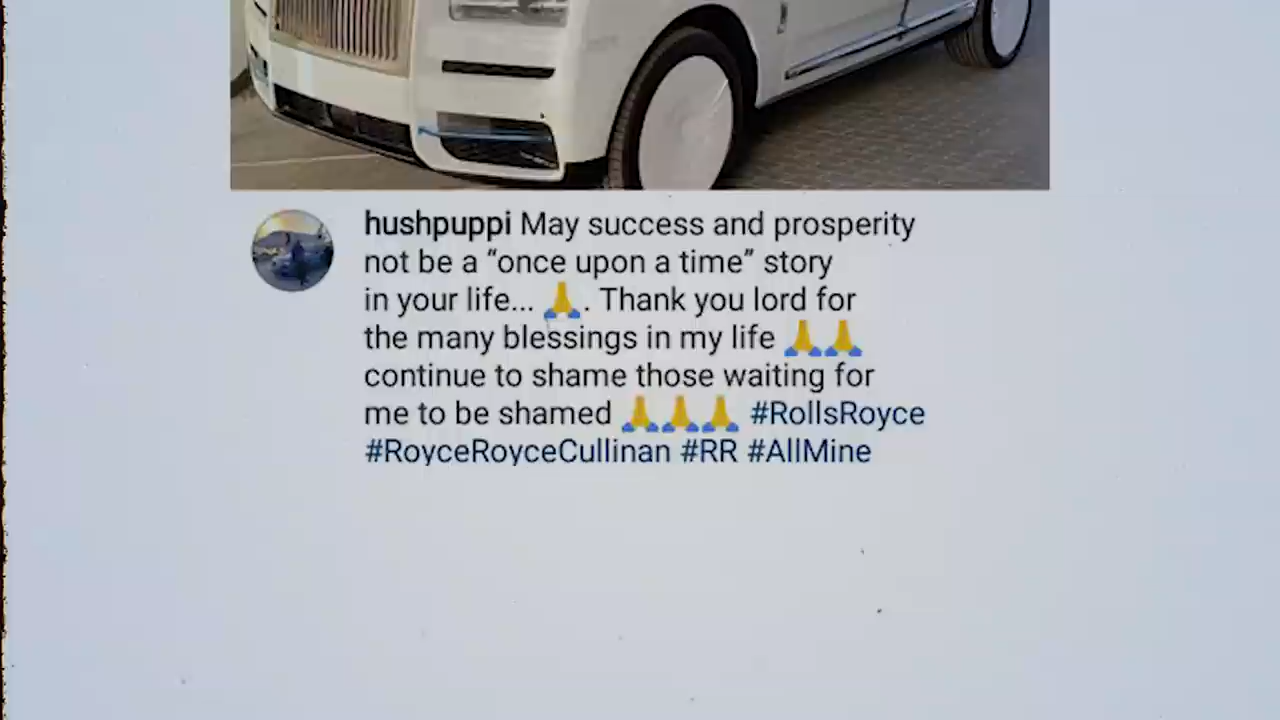 hushpuppi May success and prosperity
not be a “once upon a time” story
in your life... 🙏. Thank you lord for
the many blessings in my life 🙏🙏
continue to shame those waiting for
me to be shamed 🙏🙏🙏 #RollsRoyce
#RoyceRoyceCullinan #RR #AllMine